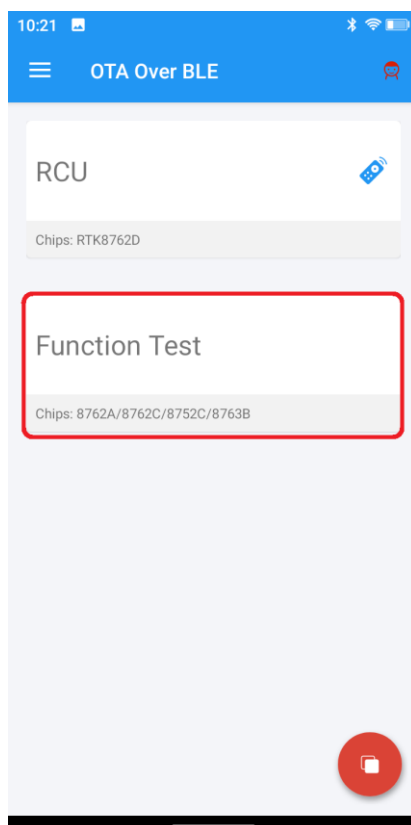 10:21
OTA Over BLE
RCU
Chips: RTK8762D
Function Test
Chips: 8762A/8762C/8752C/8763B